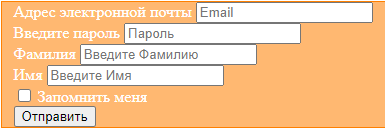 Адрес электронной почты Email
Введите пароль Пароль
Фамилия Введите Фамилию
Имя Введите Имя
Запомнить меня
Отправить